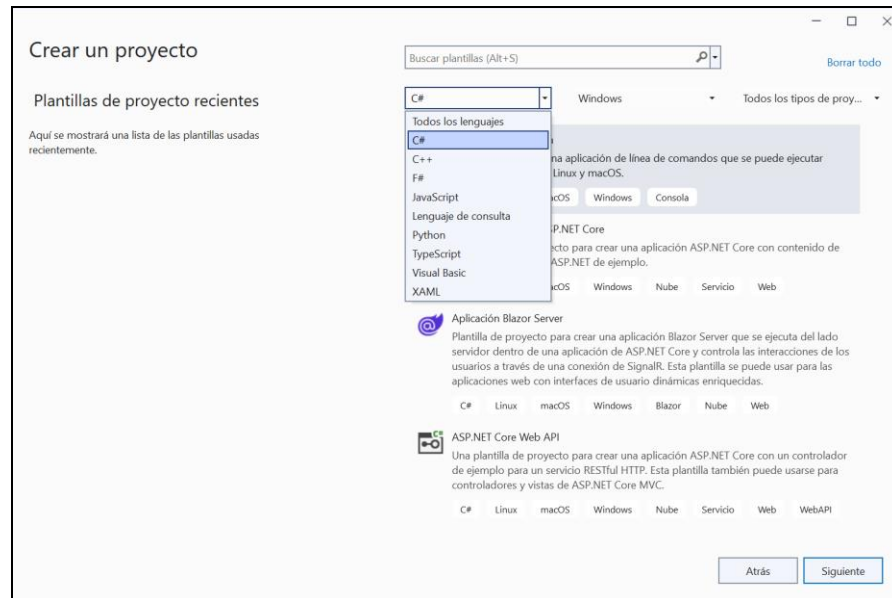 Crear un proyecto
Buscar plantillas (Alt+S)
Borrar todo
Plantillas de proyecto recientes
Aquí se mostrará una lista de las plantillas usadas
recientemente.
C#
Windows
Todos los tipos de proy...
Todos los lenguajes
C#
C++
F#
JavaScript
Lenguaje de consulta
Python
TypeScript
Visual Basic
XAML
na aplicación de línea de comandos que se puede ejecutar
Linux y macOS.
Windows Consola
ASP.NET Core con contenido de
ASP.NET de ejemplo.
Windows Nube Servicio Web
Aplicación Blazor Server
Plantilla de proyecto para crear una aplicación Blazor Server que se ejecuta del lado
servidor dentro de una aplicación de ASP.NET Core y controla las interacciones de los
usuarios a través de una conexión de SignalR. Esta plantilla se puede usar para las
aplicaciones web con interfaces de usuario dinámicas enriquecidas.
C# Linux macOS Windows Blazor Nube Web
ASP.NET Core Web API
Una plantilla de proyecto para crear una aplicación ASP.NET Core con un controlador
de ejemplo para un servicio RESTful HTTP. Esta plantilla también puede usarse para
controladores y vistas de ASP.NET Core MVC.
C# Linux macOS Windows Nube Servicio Web WebAPI
Atrás
Siguiente